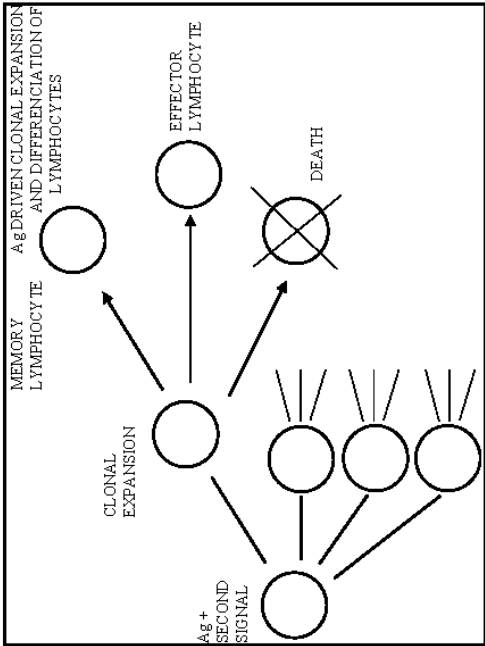 Ag DRIVEN CLONAL EXPANSION
AND DIFFERENCIATION OF
LYMPHOCYTES
MEMORY
LYMPHOCYTE
EFFECTOR
LYMPHOCYTE
DEATH
CLONAL
EXPANSION
Ag +
SECOND
SIGNAL